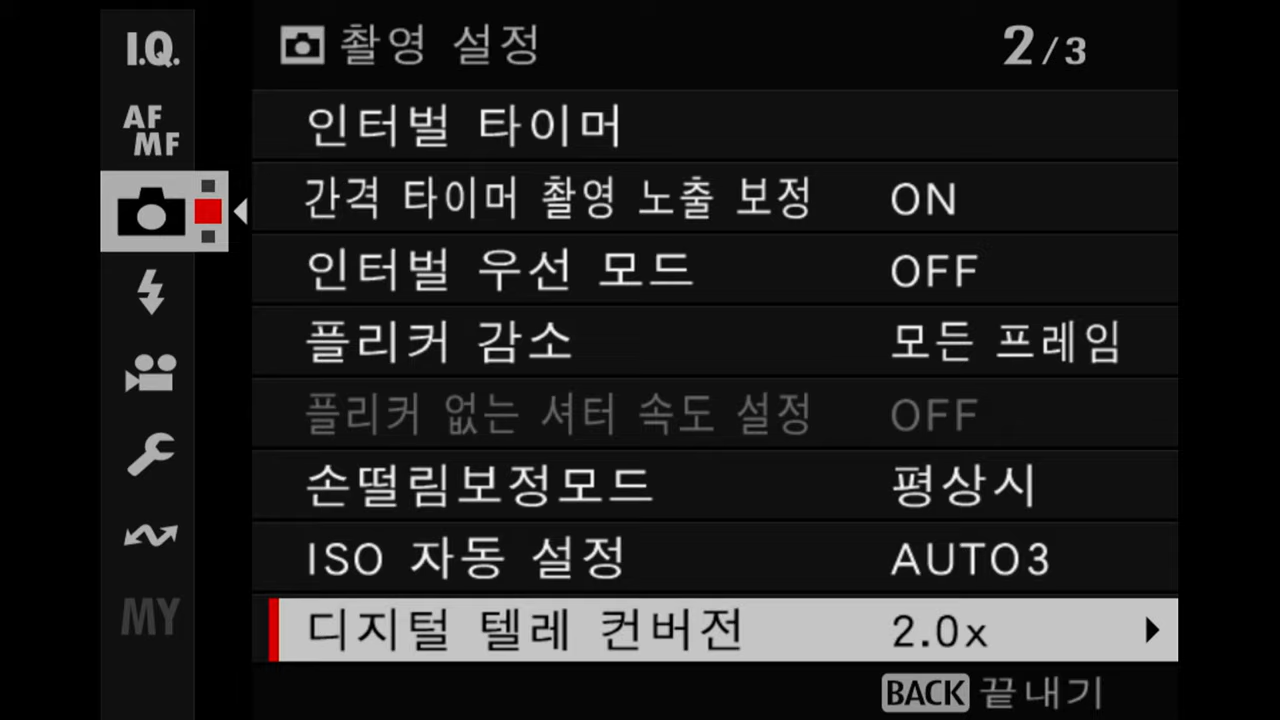 I.Q.
AF
MF
MY
촬영 설정 2/3
인터벌 타이머
간격 타이머 촬영 노출 보정 ON
인터벌 우선 모드 OFF
플리커 감소 모든 프레임
플리커 없는 셔터 속도 설정 OFF
손떨림보정모드 평상시
ISO 자동 설정 AUTO3
디지털 텔레 컨버전 2.0x
BACK 끝내기